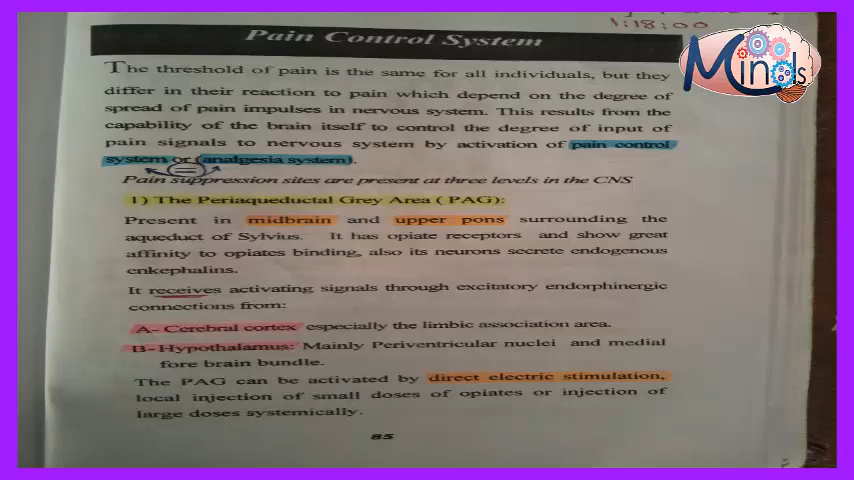 1:18:00
Pain Control System
Minds
The threshold of pain is the same for all individuals, but they
differ in their reaction to pain which depend on the degree of
spread of pain impulses in nervous system. This results from the
capability of the brain itself to control the degree of input of
pain signals to nervous system by activation of pain control
system or (analgesia system).
Pain suppression sites are present at three levels in the CNS
1) The Periaqueductal Grey Area ( PAG):
Present in midbrain and upper pons surrounding the
aqueduct of Sylvius. It has opiate receptors and show great
affinity to opiates binding, also its neurons secrete endogenous
enkephalins.
It receives activating signals through excitatory endorphinergic
connections from:
A- Cerebral cortex especially the limbic association area.
B- Hypothalamus: Mainly Periventricular nuclei and medial
fore brain bundle.
The PAG can be activated by direct electric stimulation,
local injection of small doses of opiates or injection of
large doses systemically.
85